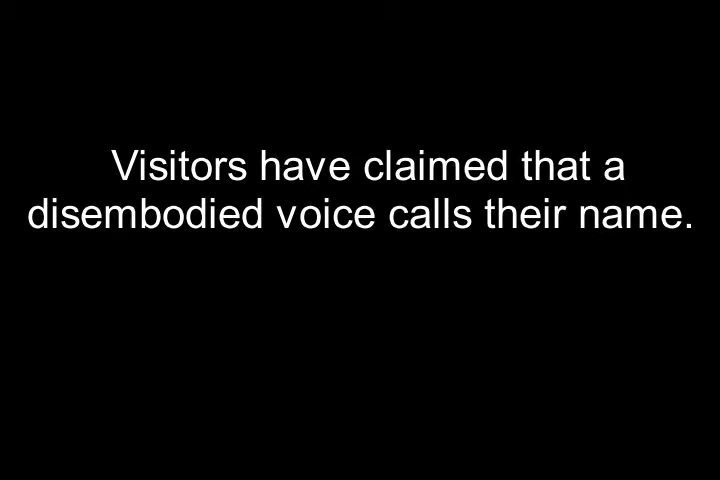 Visitors have claimed that a
disembodied voice calls their name.